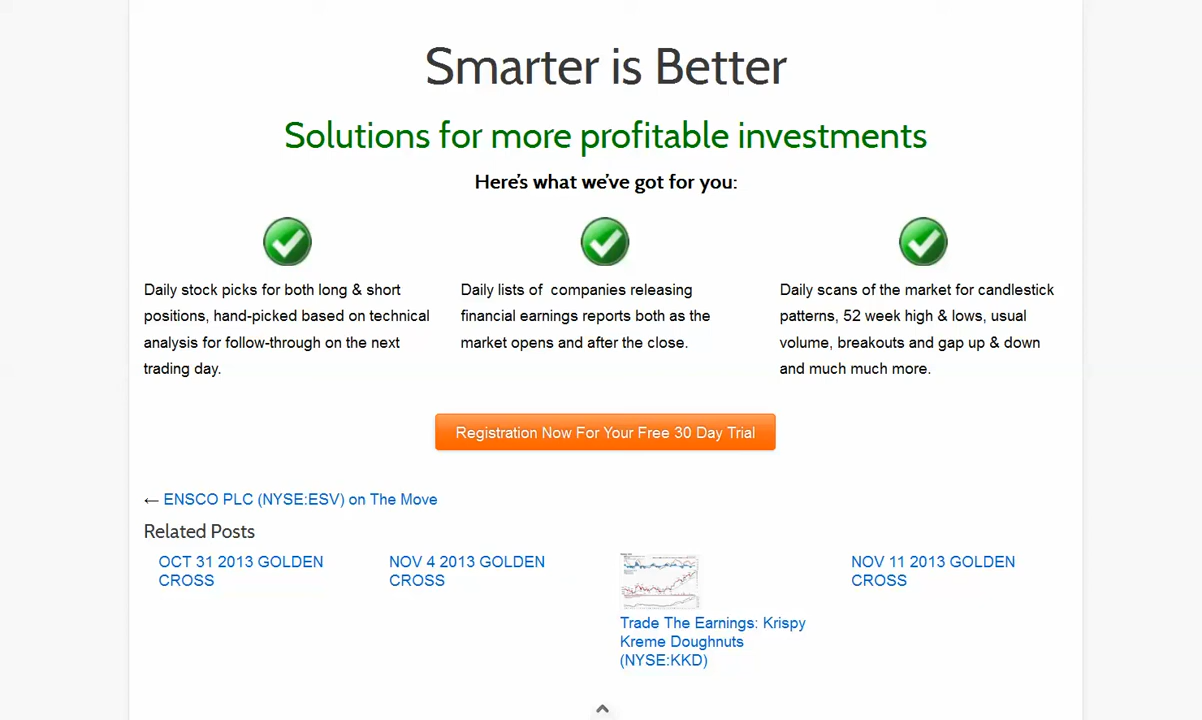 Smarter is Better
Solutions for more profitable investments
Here's what we've got for you:
Daily stock picks for both long & short
positions, hand-picked based on technical
analysis for follow-through on the next
trading day.
Daily lists of companies releasing
financial earnings reports both as the
market opens and after the close.
Daily scans of the market for candlestick
patterns, 52 week high & lows, usual
volume, breakouts and gap up & down
and much much more.
Registration Now For Your Free 30 Day Trial
← ENSCO PLC (NYSE:ESV) on The Move
Related Posts
OCT 31 2013 GOLDEN
CROSS
NOV 4 2013 GOLDEN
CROSS
Trade The Earnings: Krispy
Kreme Doughnuts
(NYSE:KKD)
NOV 11 2013 GOLDEN
CROSS